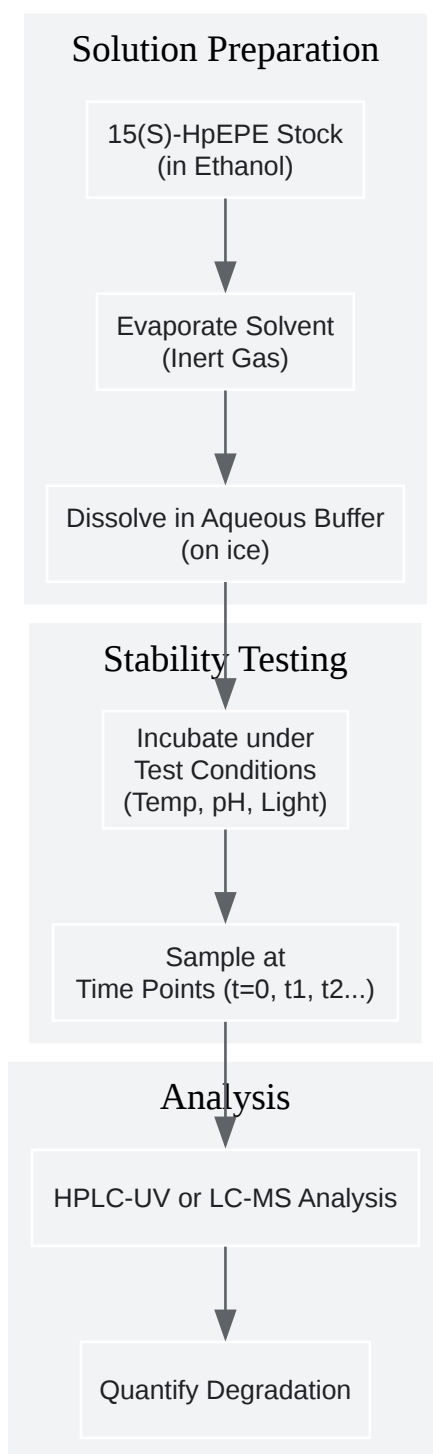 Solution Preparation
15(S)-HpEPE Stock
(in Ethanol)
Evaporate Solvent
(Inert Gas)
Dissolve in Aqueous Buffer
(on ice)
Stability Testing
Incubate under
Test Conditions
(Temp, pH, Light)
Sample at
Time Points (t=0, t1, t2...)
Analysis
HPLC-UV or LC-MS Analysis
Quantify Degradation